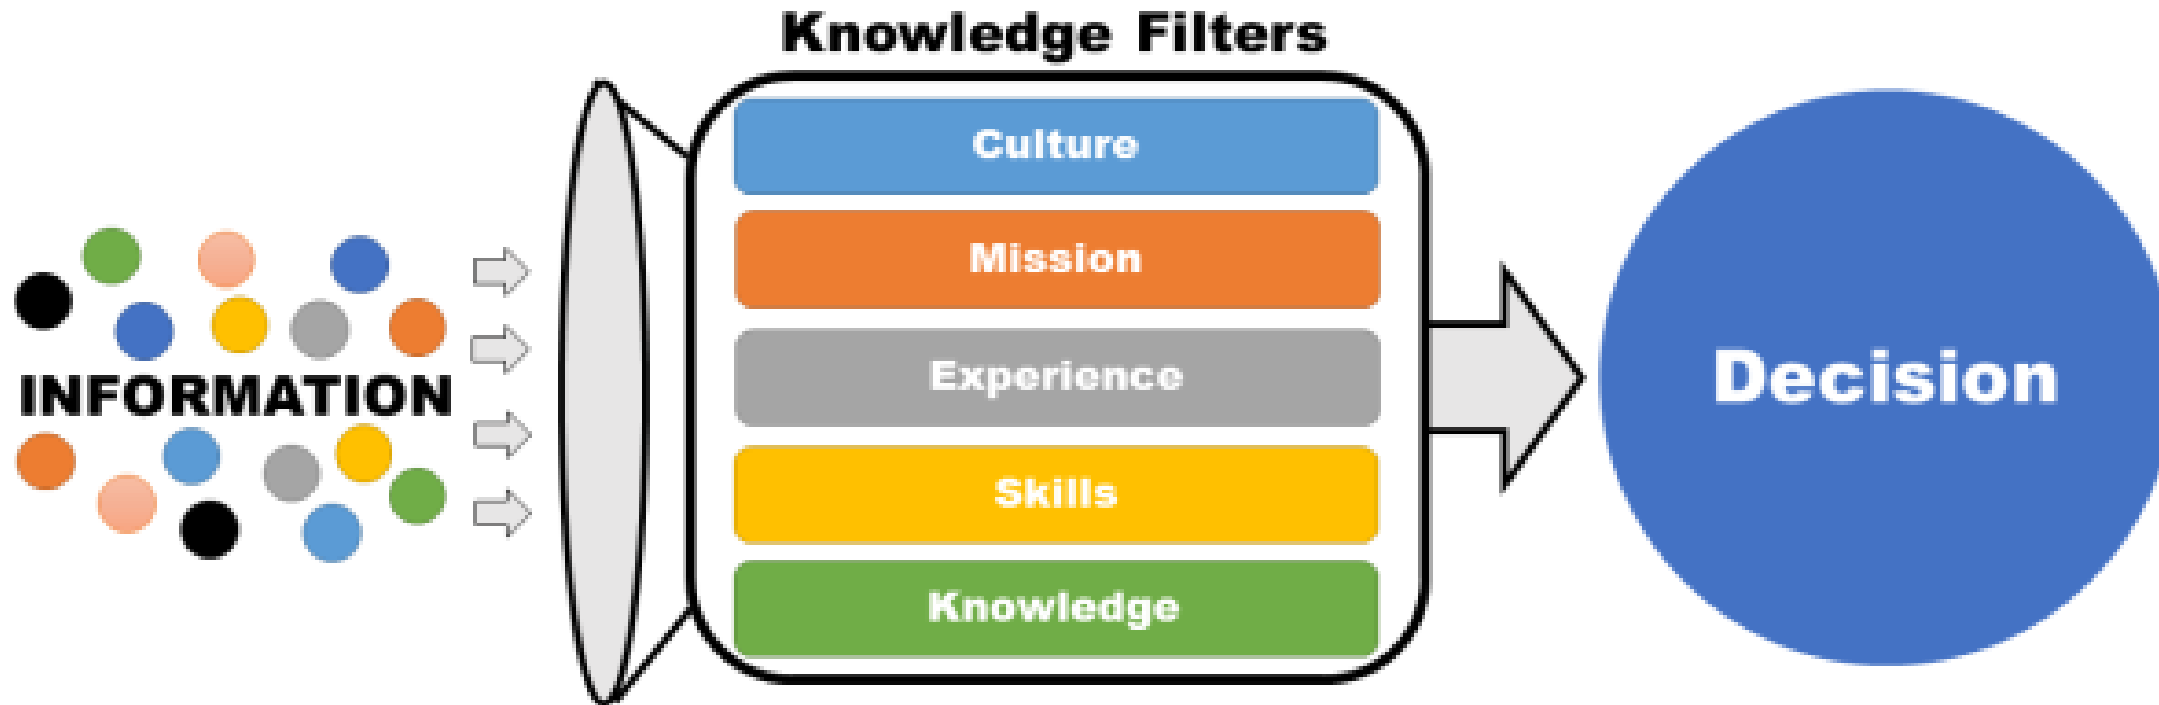 Knowledge Filters
Culture
Mission
Experience
Skills
Knowledge
INFORMATION
Decision